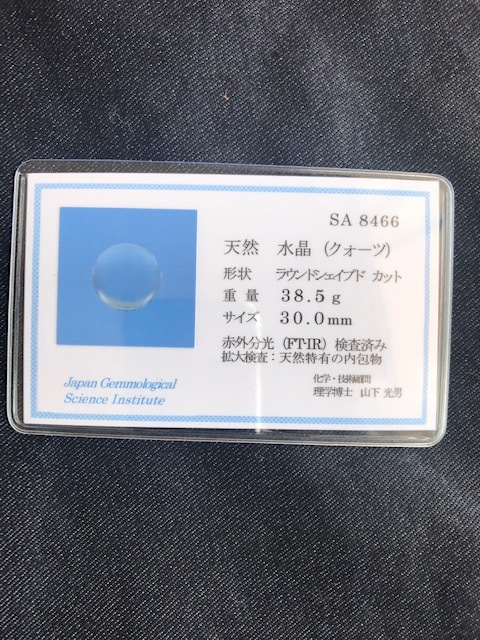 SA 8466
天然 水晶 (クォーツ)
形状 ラウンドシェイプド カット
重量 38.5g
サイズ 30.0mm
赤外分光 (FT-IR) 検査済み
拡大検査：天然特有の内包物
化学・技術顧問
理学博士 山下 光男
Japan Gemmological
Science Institute